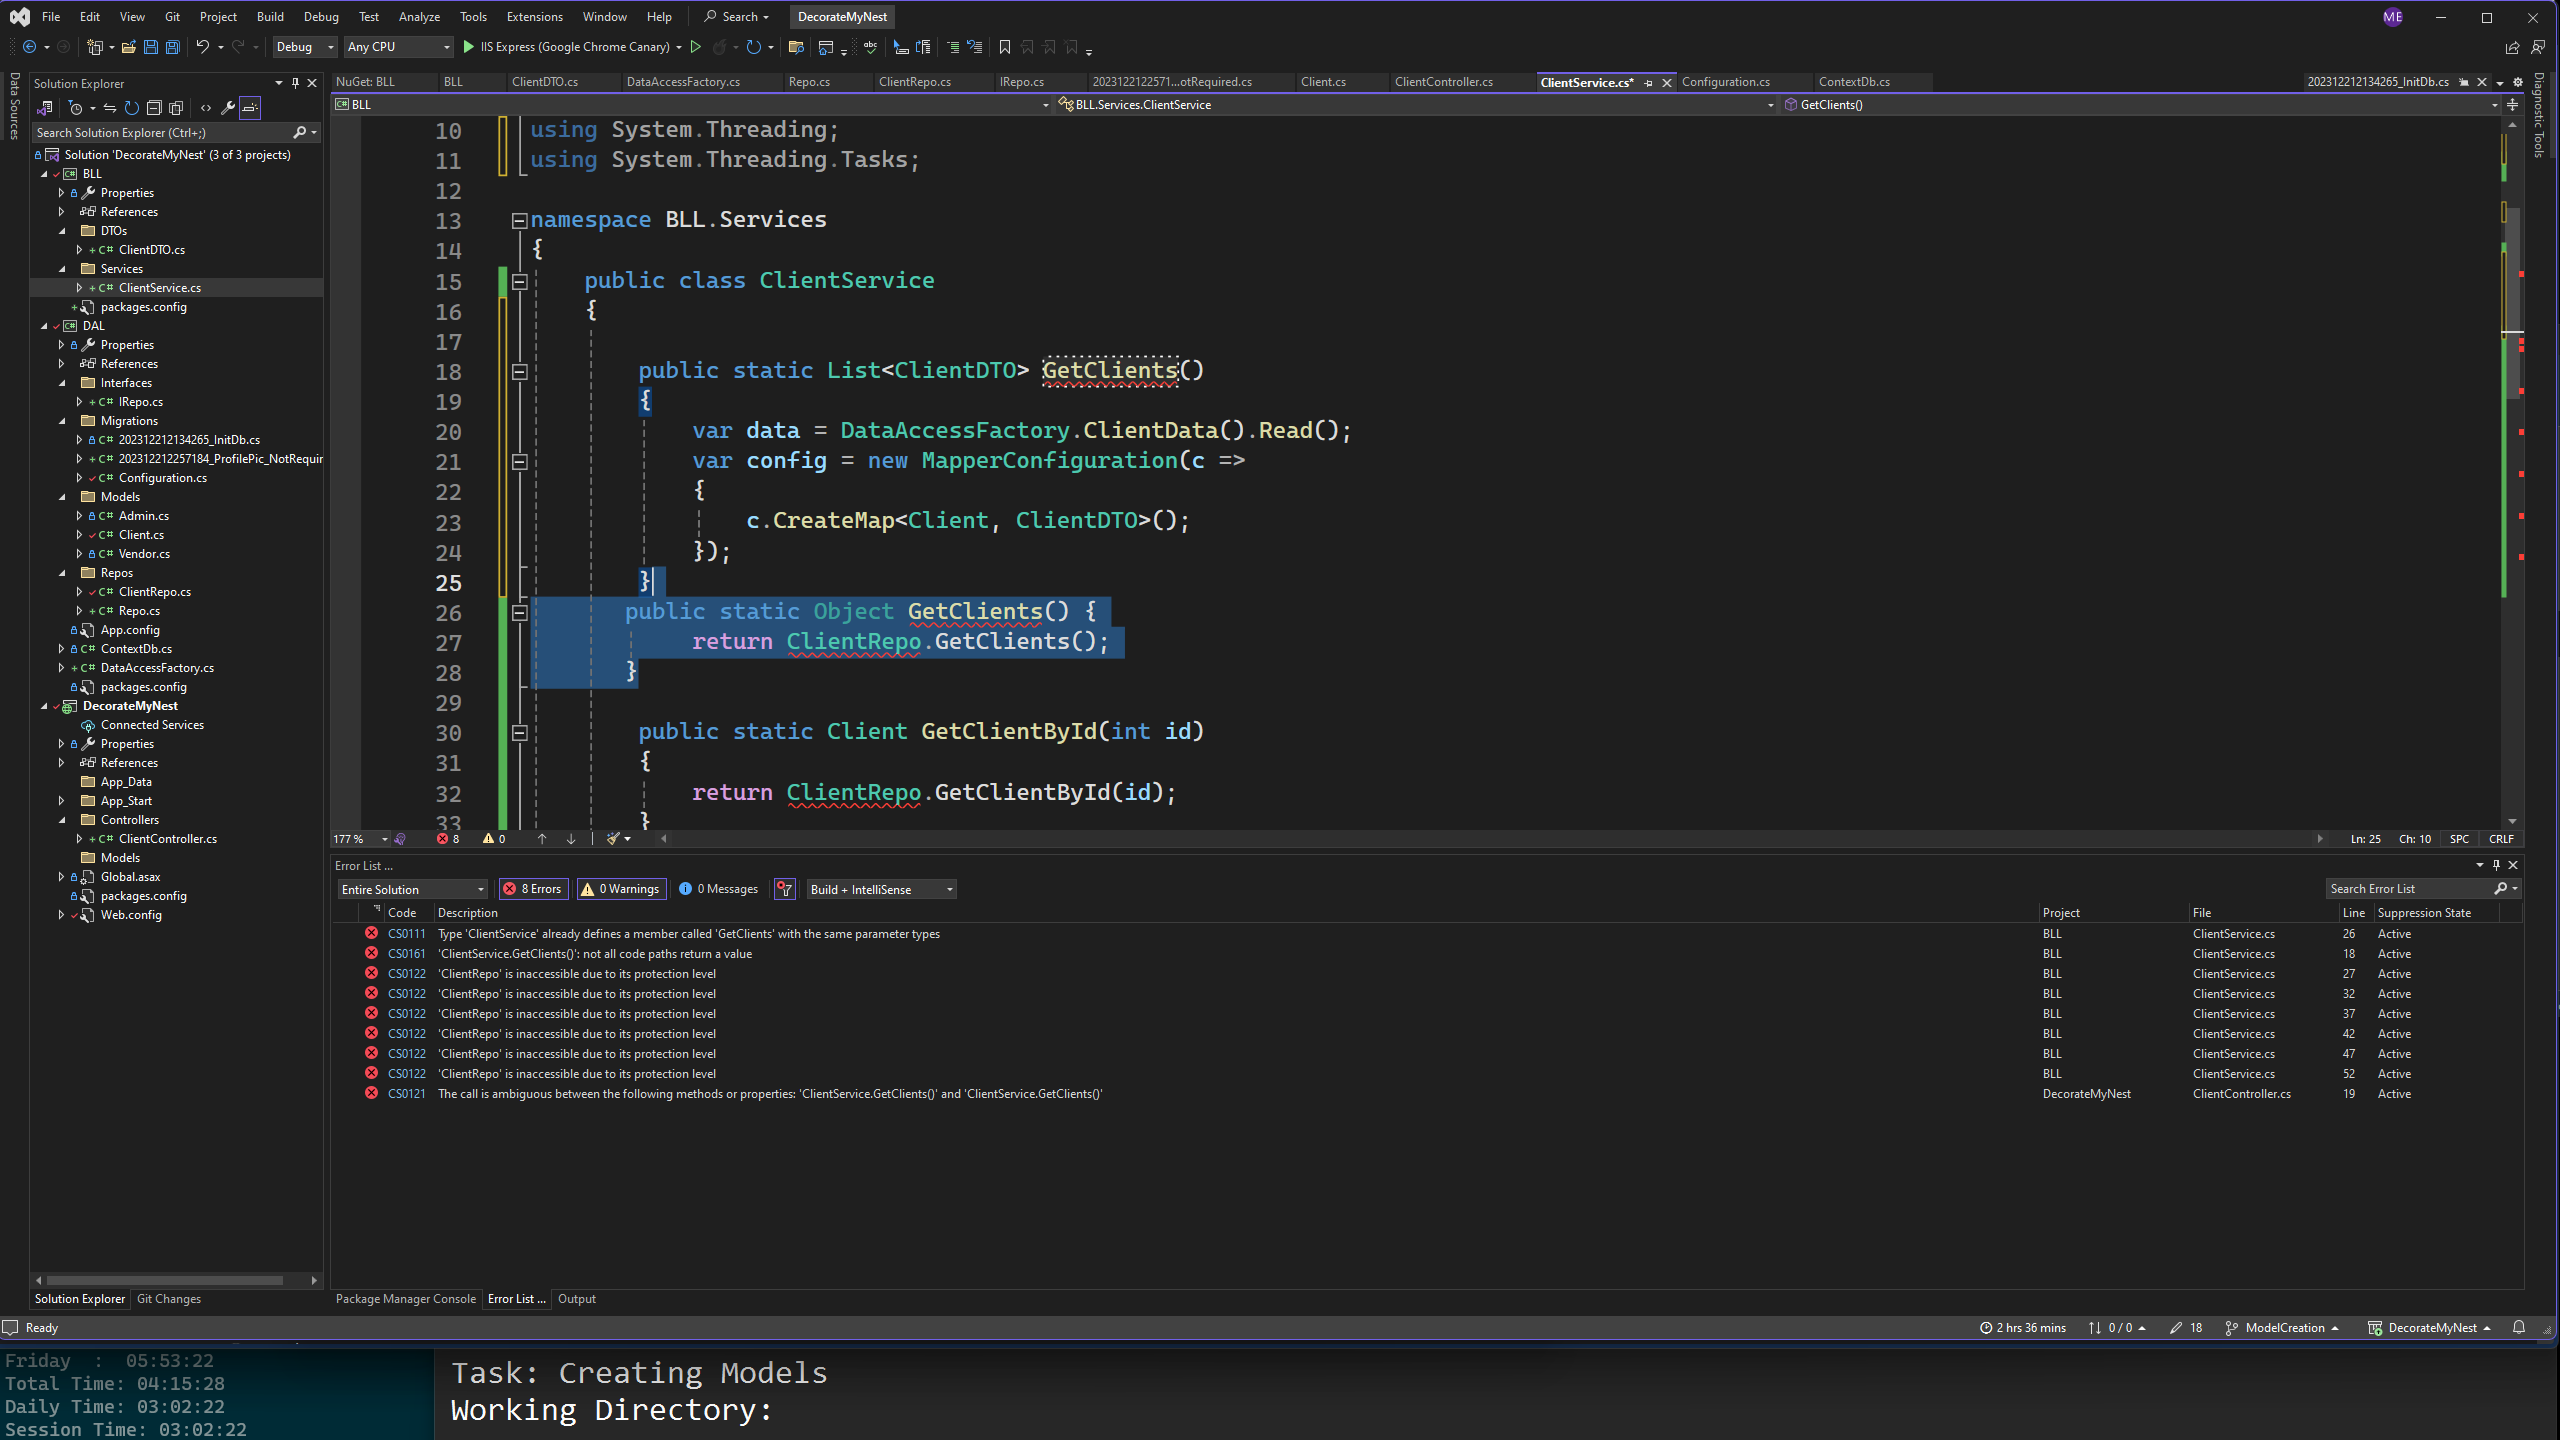 File Edit View Git Project Build Debug Test Analyze Tools Extensions Window Help Search DecorateMyNest ME
Debug Any CPU IIS Express (Google Chrome Canary)
Data Sources
Solution Explorer
Search Solution Explorer (Ctrl+;)
Solution 'DecorateMyNest' (3 of 3 projects)
BLL
Properties
References
DTOs
C# ClientDTO.cs
Services
C# ClientService.cs
packages.config
DAL
Properties
References
Interfaces
C# IRepo.cs
Migrations
C# 202312212134265_InitDb.cs
C# 202312212257184_ProfilePic_NotRequir
C# Configuration.cs
Models
C# Admin.cs
C# Client.cs
C# Vendor.cs
Repos
C# ClientRepo.cs
C# Repo.cs
App.config
C# ContextDb.cs
C# DataAccessFactory.cs
packages.config
DecorateMyNest
Connected Services
Properties
References
App_Data
App_Start
Controllers
C# ClientController.cs
Models
Global.asax
packages.config
Web.config
Solution Explorer Git Changes
NuGet: BLL BLL ClientDTO.cs DataAccessFactory.cs Repo.cs ClientRepo.cs IRepo.cs 2023122122571...otRequired.cs Client.cs ClientController.cs ClientService.cs* Configuration.cs ContextDb.cs 202312212134265_InitDb.cs
Diagnostic Tools
C# BLL BLL.Services.ClientService GetClients()
10 using System.Threading;
11 using System.Threading.Tasks;
12
13 namespace BLL.Services
14 {
15 public class ClientService
16 {
17
18 public static List<ClientDTO> GetClients()
19 {
20 var data = DataAccessFactory.ClientData().Read();
21 var config = new MapperConfiguration(c =>
22 {
23 c.CreateMap<Client, ClientDTO>();
24 });
25 }
26 public static Object GetClients() {
27 return ClientRepo.GetClients();
28 }
29
30 public static Client GetClientById(int id)
31 {
32 return ClientRepo.GetClientById(id);
33 }
177 % 8 0 Ln: 25 Ch: 10 SPC CRLF
Error List ...
Entire Solution 8 Errors 0 Warnings 0 Messages Build + IntelliSense Search Error List
Code Description Project File Line Suppression State
CS0111 Type 'ClientService' already defines a member called 'GetClients' with the same parameter types BLL ClientService.cs 26 Active
CS0161 'ClientService.GetClients()': not all code paths return a value BLL ClientService.cs 18 Active
CS0122 'ClientRepo' is inaccessible due to its protection level BLL ClientService.cs 27 Active
CS0122 'ClientRepo' is inaccessible due to its protection level BLL ClientService.cs 32 Active
CS0122 'ClientRepo' is inaccessible due to its protection level BLL ClientService.cs 37 Active
CS0122 'ClientRepo' is inaccessible due to its protection level BLL ClientService.cs 42 Active
CS0122 'ClientRepo' is inaccessible due to its protection level BLL ClientService.cs 47 Active
CS0122 'ClientRepo' is inaccessible due to its protection level BLL ClientService.cs 52 Active
CS0121 The call is ambiguous between the following methods or properties: 'ClientService.GetClients()' and 'ClientService.GetClients()' DecorateMyNest ClientController.cs 19 Active
Package Manager Console Error List ... Output
Ready 2 hrs 36 mins 0 / 0 18 ModelCreation DecorateMyNest
Friday : 05:53:22
Total Time: 04:15:28
Daily Time: 03:02:22
Session Time: 03:02:22
Task: Creating Models
Working Directory: